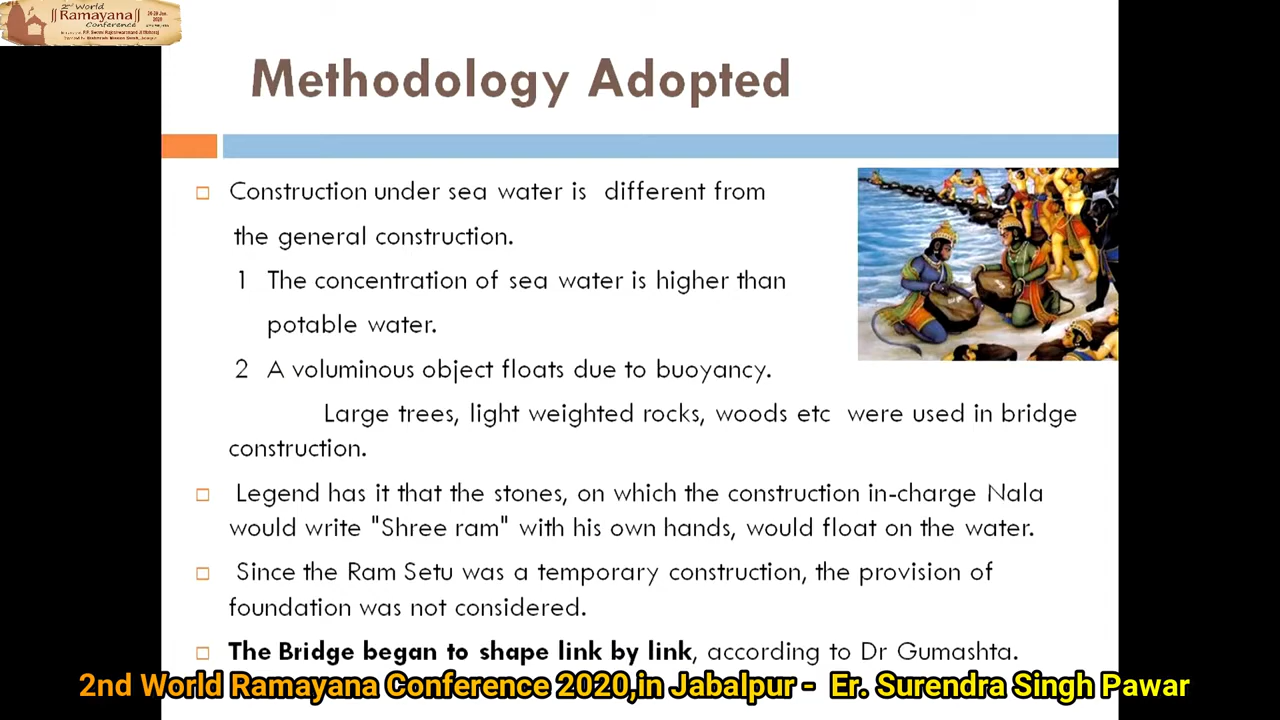 2nd World
||Ramayana||
Conference
Methodology Adopted
Construction under sea water is different from
the general construction.
1 The concentration of sea water is higher than
potable water.
2 A voluminous object floats due to buoyancy.
Large trees, light weighted rocks, woods etc were used in bridge
construction.
Legend has it that the stones, on which the construction in-charge Nala
would write "Shree ram" with his own hands, would float on the water.
Since the Ram Setu was a temporary construction, the provision of
foundation was not considered.
The Bridge began to shape link by link, according to Dr Gumashta.
2nd World Ramayana Conference 2020,in Jabalpur - Er. Surendra Singh Pawar